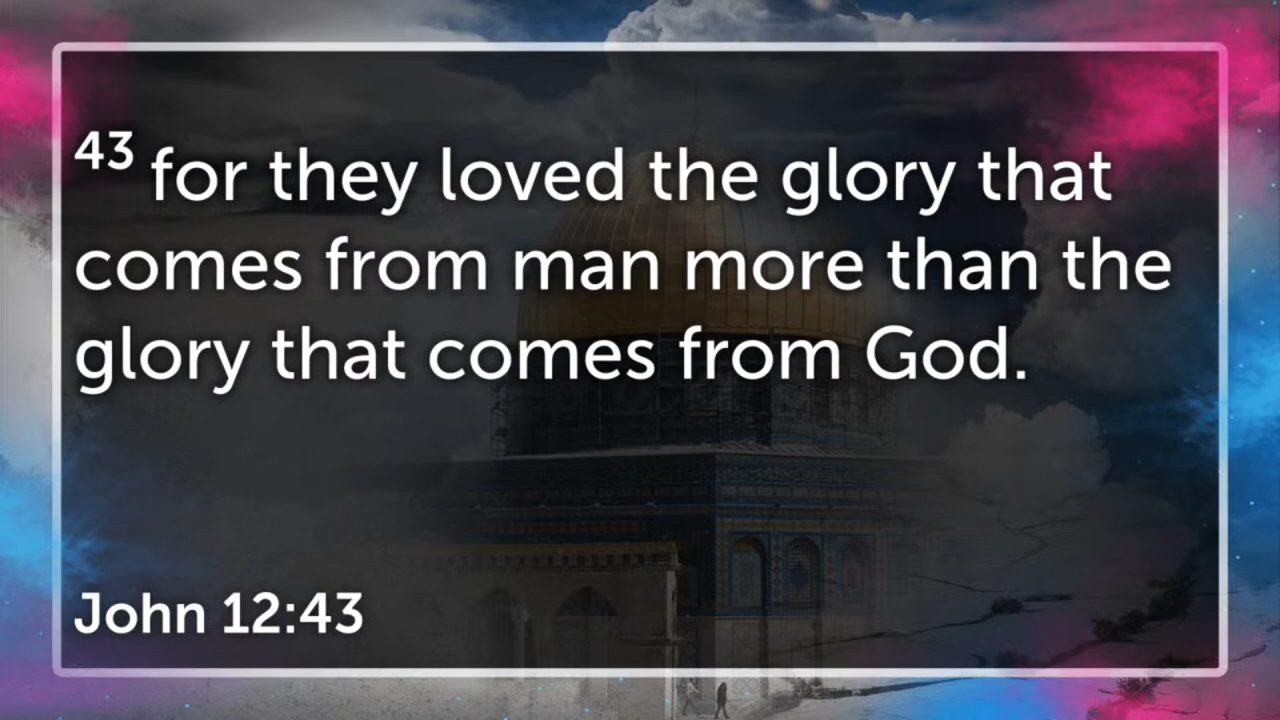 43 for they loved the glory that
comes from man more than the
glory that comes from God.
John 12:43